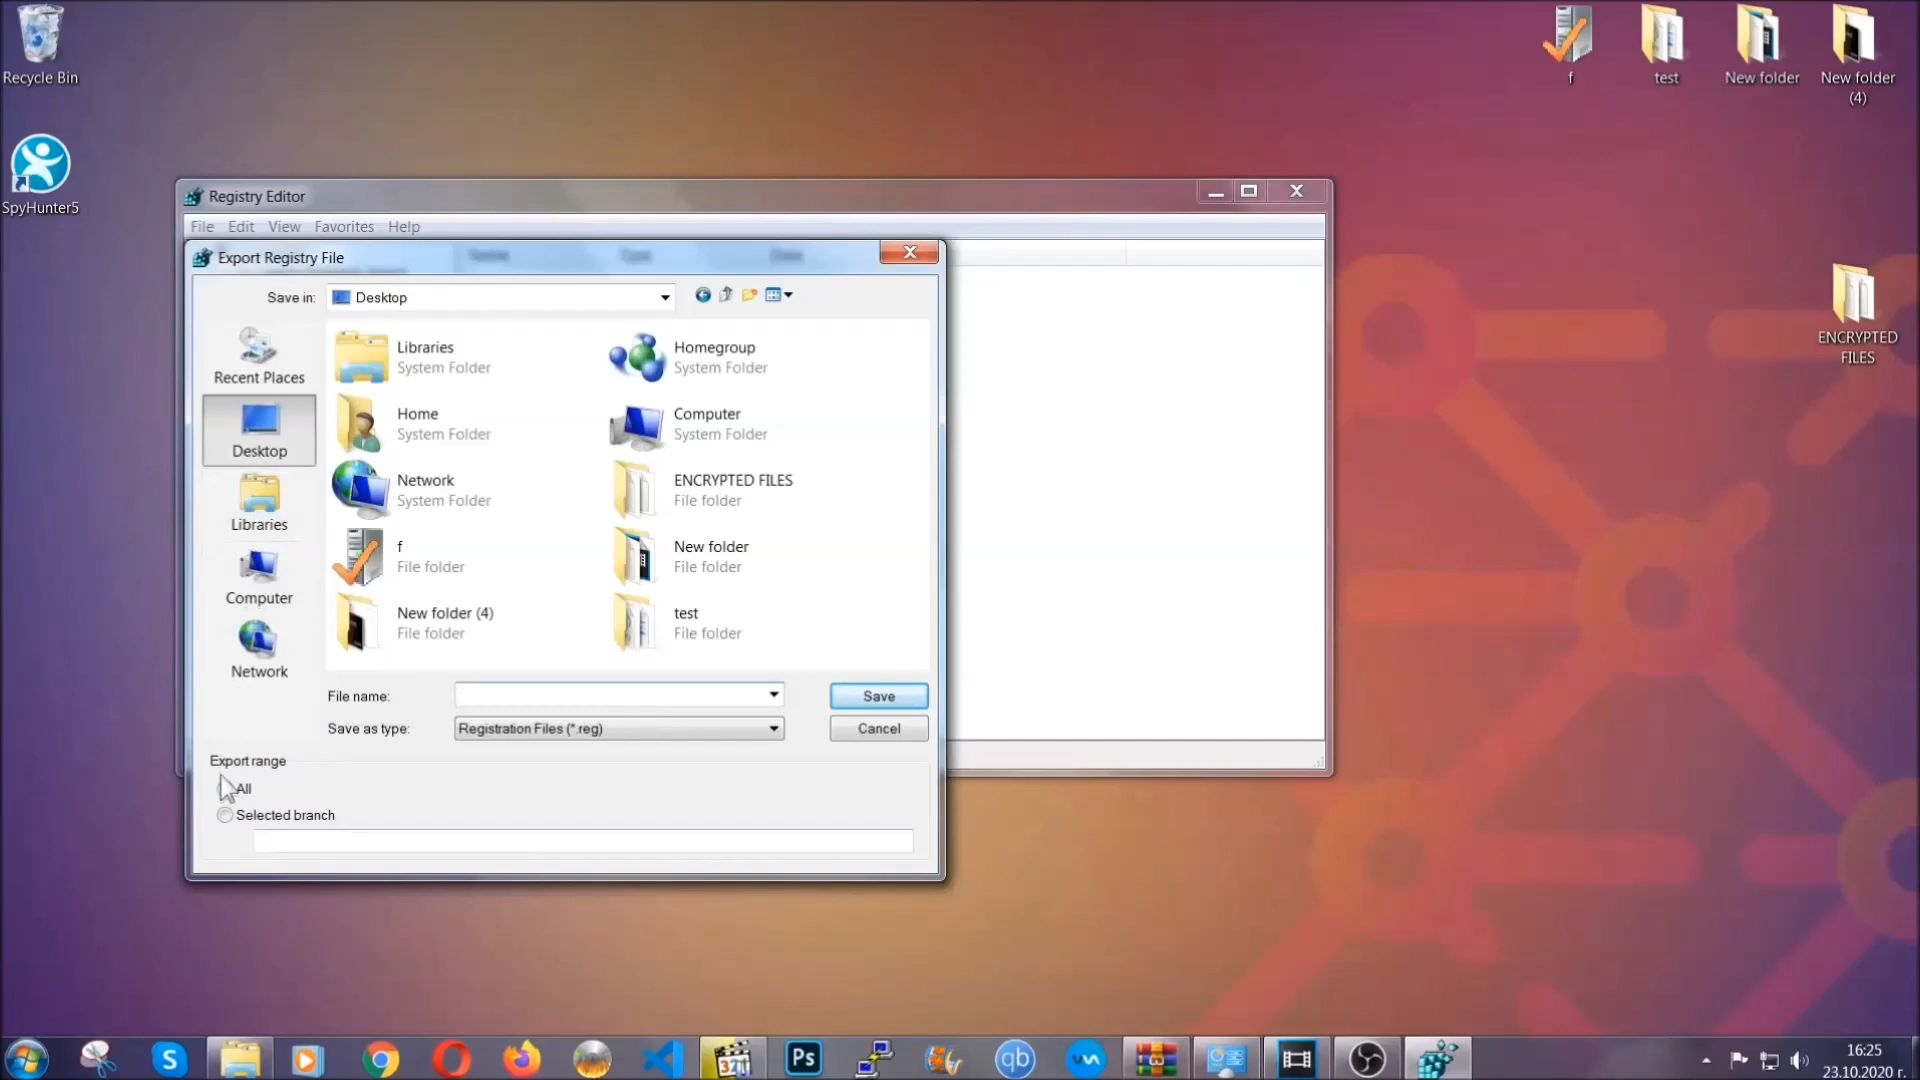 Recycle Bin
SpyHunter5
f
test
New folder
New folder
(4)
ENCRYPTED
FILES
Registry Editor
File Edit View Favorites Help
Export Registry File
Save in:
Desktop
Recent Places
Desktop
Libraries
Computer
Network
Libraries
System Folder
Homegroup
System Folder
Home
System Folder
Computer
System Folder
Network
System Folder
ENCRYPTED FILES
File folder
f
File folder
New folder
File folder
New folder (4)
File folder
test
File folder
File name:
Save
Save as type:
Registration Files (*.reg)
Cancel
Export range
All
Selected branch
S
321
Ps
qb
16:25
23.10.2020 г.